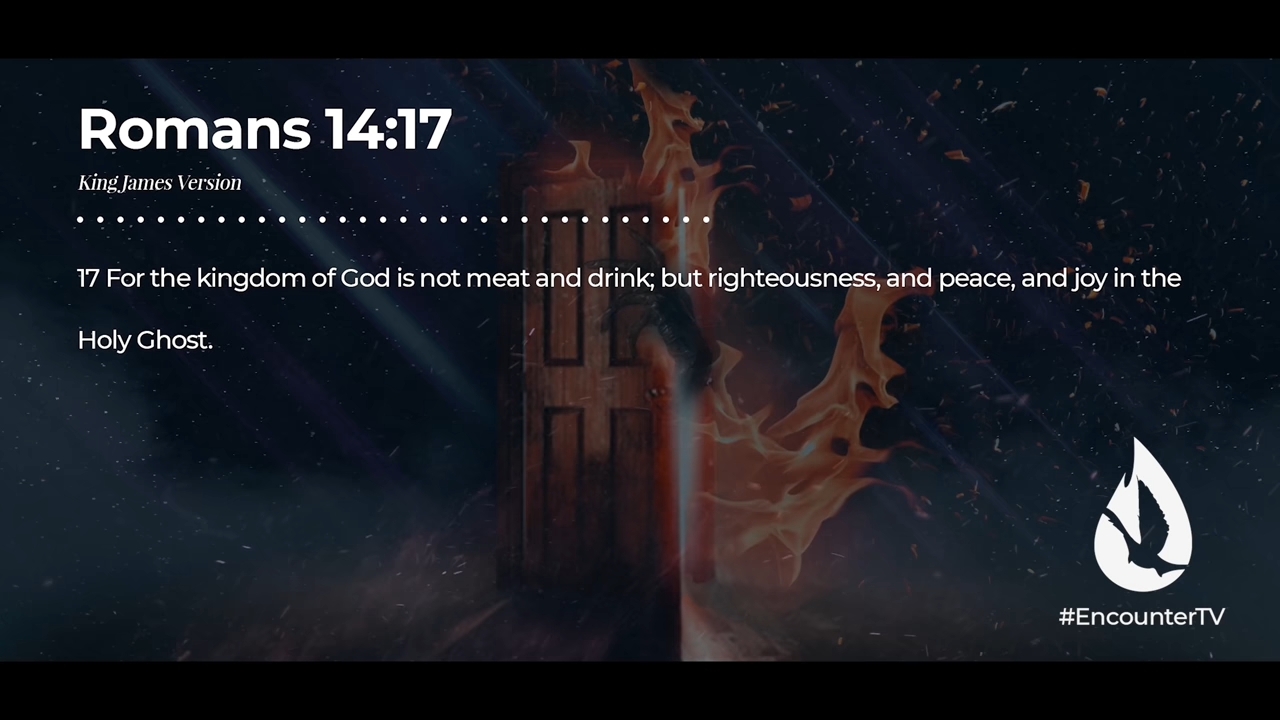 Romans 14:17
King James Version
17 For the kingdom of God is not meat and drink; but righteousness, and peace, and joy in the
Holy Ghost.
#EncounterTV